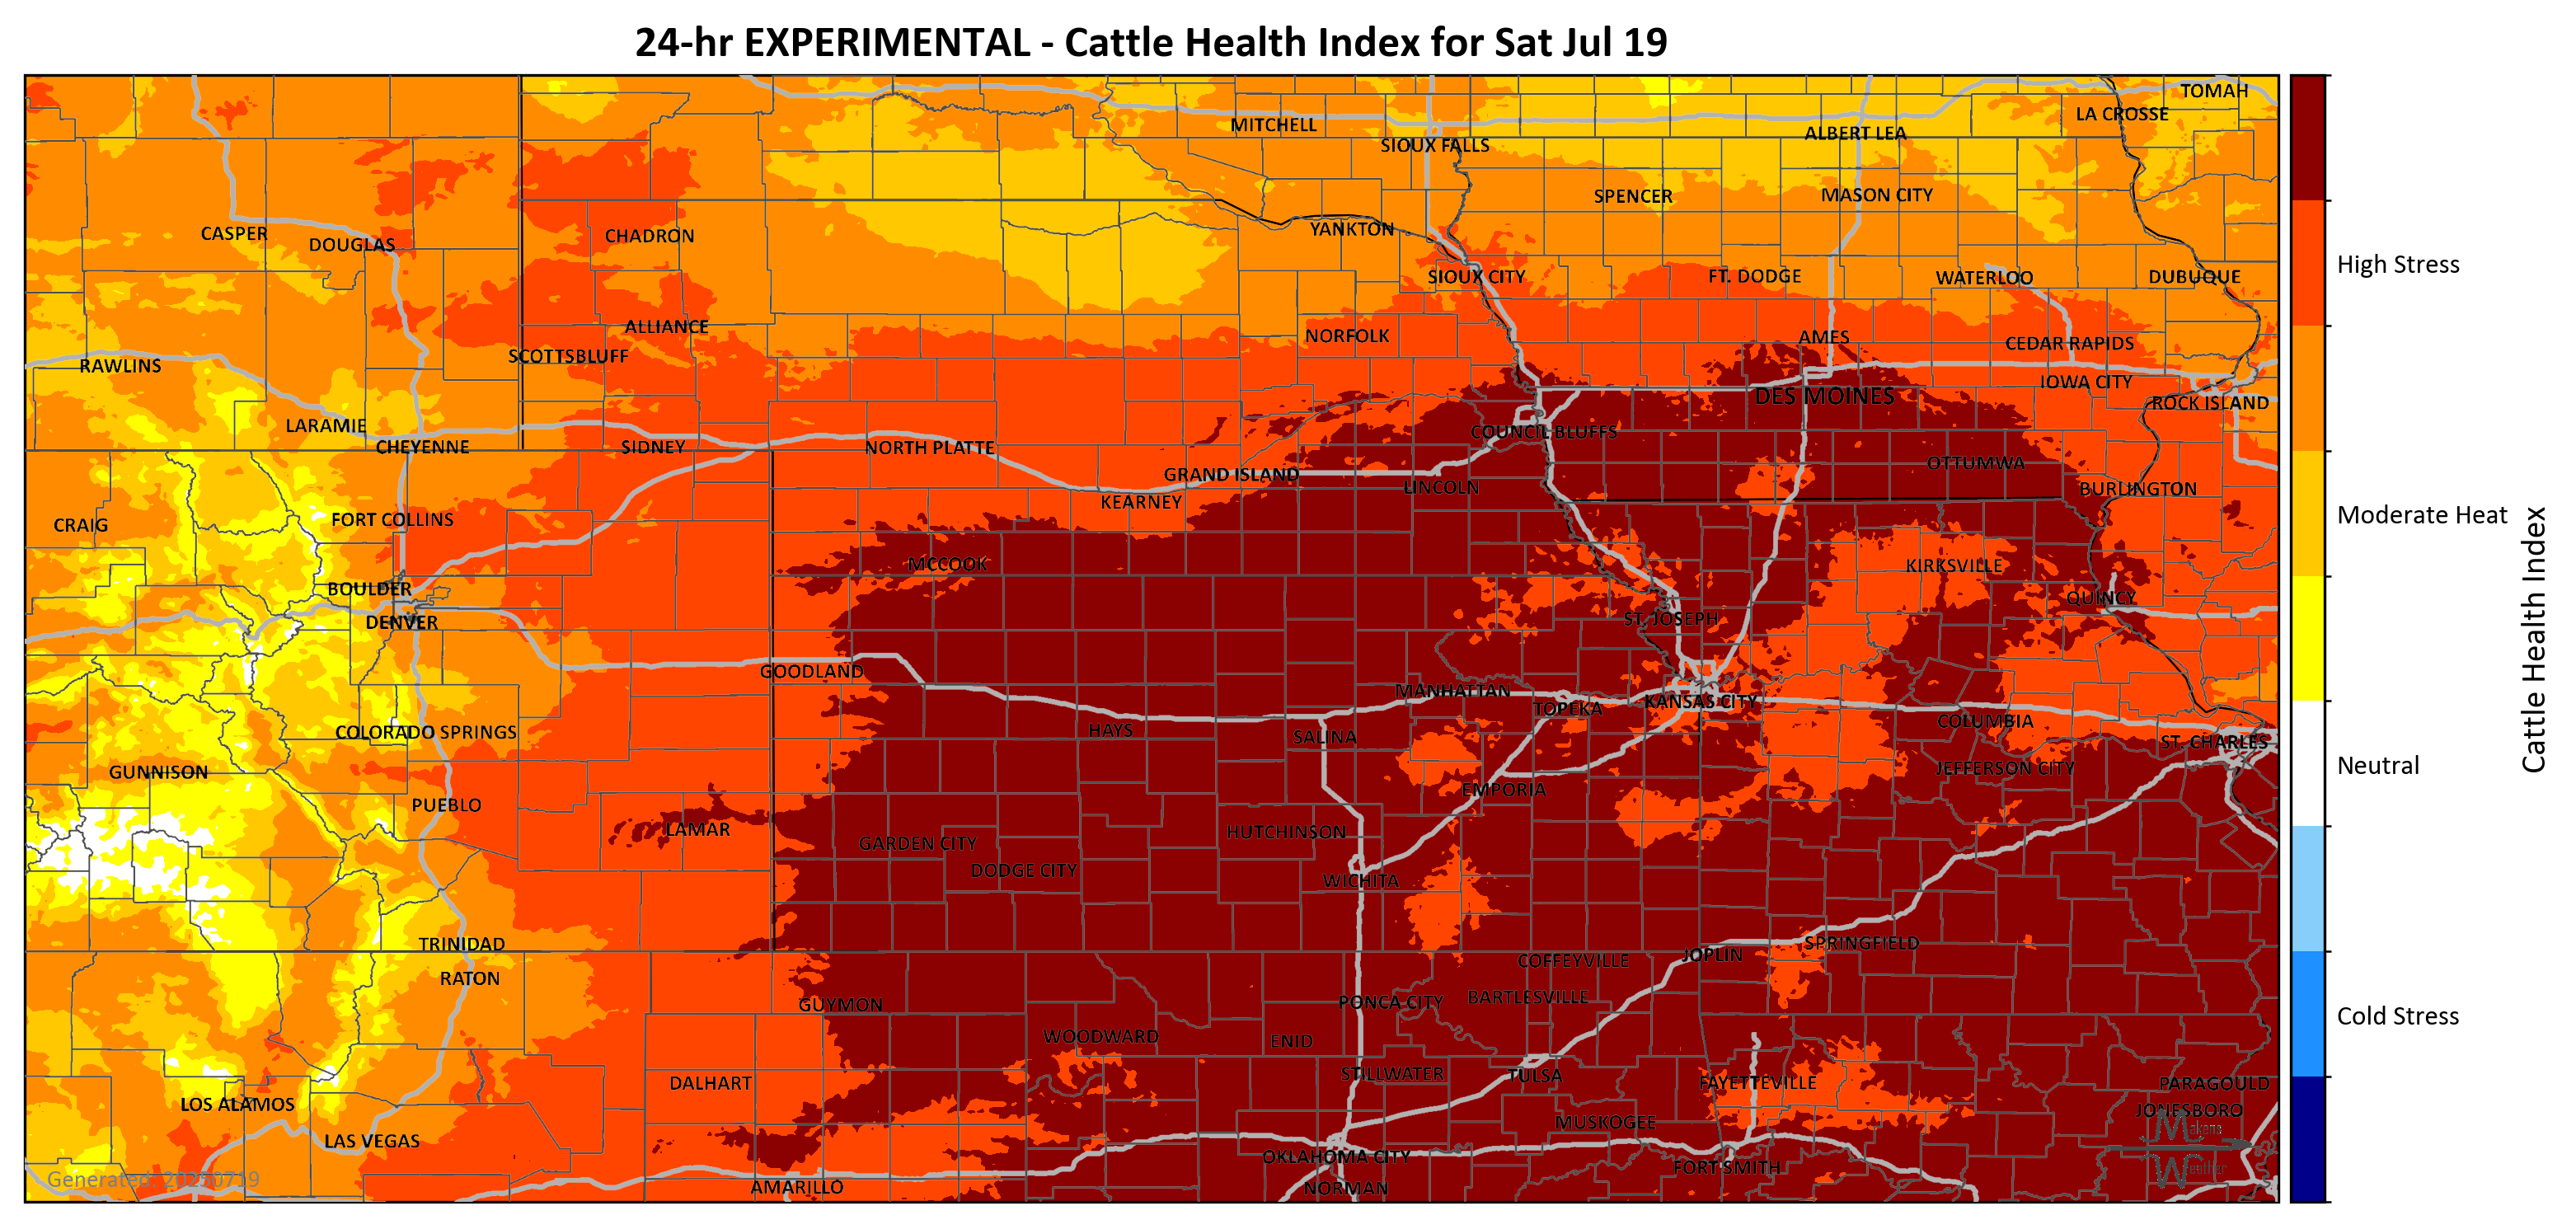 24-hr EXPERIMENTAL - Cattle Health Index for Sat Jul 19
TOMAH
LA CROSSE
MITCHELL
ALBERT LEA
SIOUX FALLS
SPENCER
MASON CITY
CASPER
DOUGLAS
CHADRON
YANKTON
SIOUX CITY
FT. DODGE
WATERLOO
DUBUQUE
High Stress
ALLIANCE
NORFOLK
AMES
CEDAR RAPIDS
SCOTTSBLUFF
RAWLINS
IOWA CITY
DES MOINES
ROCK ISLAND
LARAMIE
CHEYENNE
SIDNEY
NORTH PLATTE
COUNCIL BLUFFS
GRAND ISLAND
OTTUMWA
LINCOLN
BURLINGTON
KEARNEY
CRAIG
FORT COLLINS
Moderate Heat
MCCOOK
KIRKSVILLE
BOULDER
QUINCY
DENVER
ST. JOSEPH
Cattle Health Index
GOODLAND
MANHATTAN
TOPEKA
KANSAS CITY
COLORADO SPRINGS
HAYS
SALINA
COLUMBIA
ST. CHARLES
GUNNISON
JEFFERSON CITY
Neutral
PUEBLO
EMPORIA
LAMAR
GARDEN CITY
HUTCHINSON
DODGE CITY
WICHITA
TRINIDAD
SPRINGFIELD
JOPLIN
RATON
COFFEYVILLE
GUYMON
PONCA CITY
BARTLESVILLE
Cold Stress
WOODWARD
ENID
DALHART
STILLWATER
TULSA
FAYETTEVILLE
PARAGOULD
LOS ALAMOS
JONESBORO
MUSKOGEE
Makens
LAS VEGAS
OKLAHOMA CITY
FORT SMITH
Weather
Generated: 20250719
AMARILLO
NORMAN